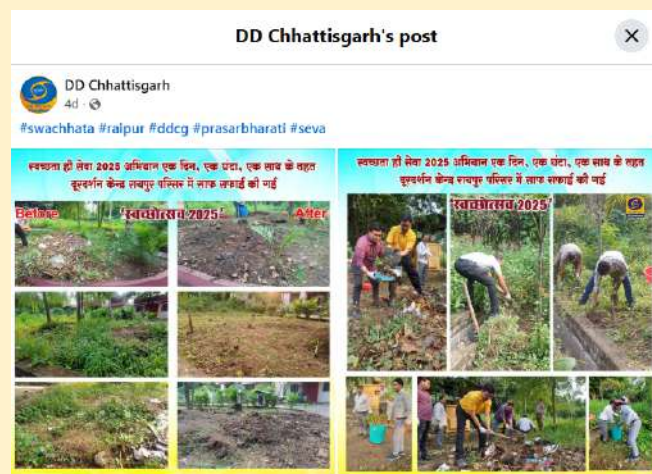 DD Chhattisgarh's post
DD Chhattisgarh
4d
#swachhata #raipur #ddcg #prasarbharati #seva
स्वच्छता ही सेवा 2025 अभियान एक दिन, एक घंटा, एक साथ के तहत
दूरदर्शन केन्द्र रायपुर परिसर में साफ सफाई की गई
Before
'स्वच्छोत्सव 2025'
After
स्वच्छता ही सेवा 2025 अभियान एक दिन, एक घंटा, एक साथ के तहत
दूरदर्शन केन्द्र रायपुर परिसर में साफ सफाई की गई
'स्वच्छोत्सव 2025'